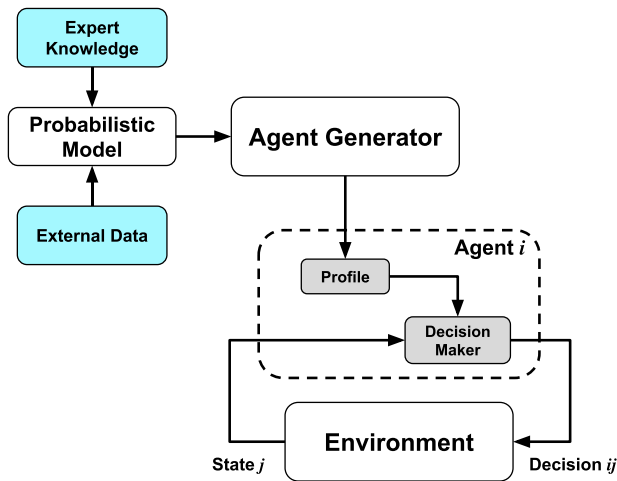 Expert
Knowledge
Probabilistic
Model
Agent Generator
External Data
Agent i
Profile
Decision
Maker
Environment
State j
Decision ij